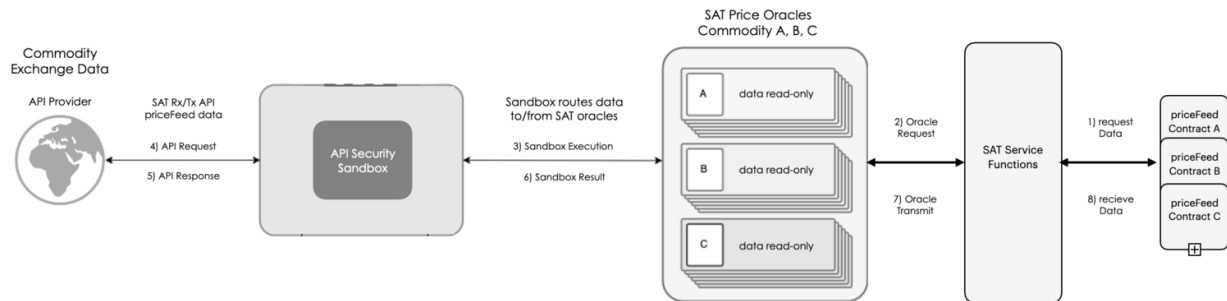 Commodity
Exchange Data
API Provider
SAT Rx/Tx API
priceFeed data
4) API Request
5) API Response
API Security
Sandbox
Sandbox routes data
to/from SAT oracles
3) Sandbox Execution
6) Sandbox Result
SAT Price Oracles
Commodity A, B, C
A
data read-only
B
data read-only
C
data read-only
2) Oracle
Request
7) Oracle
Transmit
SAT Service
Functions
1) request
Data
8) recieve
Data
priceFeed
Contract A
priceFeed
Contract B
priceFeed
Contract C